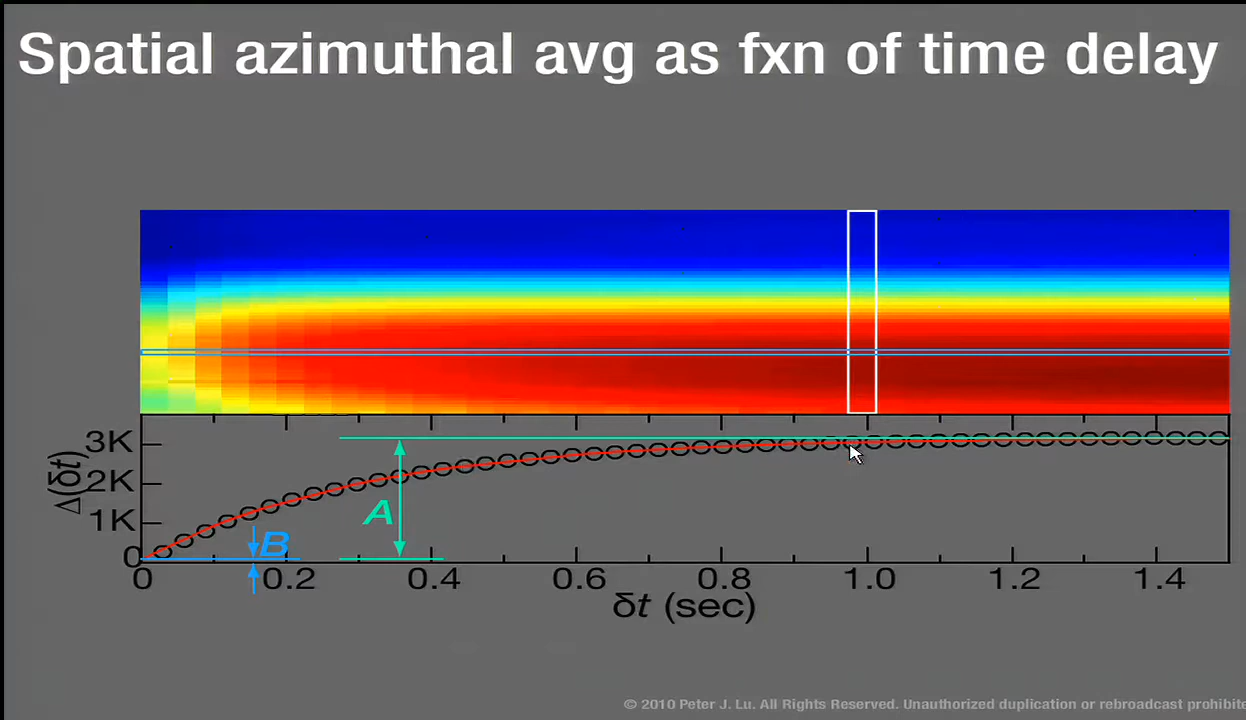 Spatial azimuthal avg as fxn of time delay
3K
2K
1K
0
Δ(δt)
A
B
0 0.2 0.4 0.6 0.8 1.0 1.2 1.4
δt (sec)
© 2010 Peter J. Lu. All Rights Reserved. Unauthorized duplication or rebroadcast prohibite